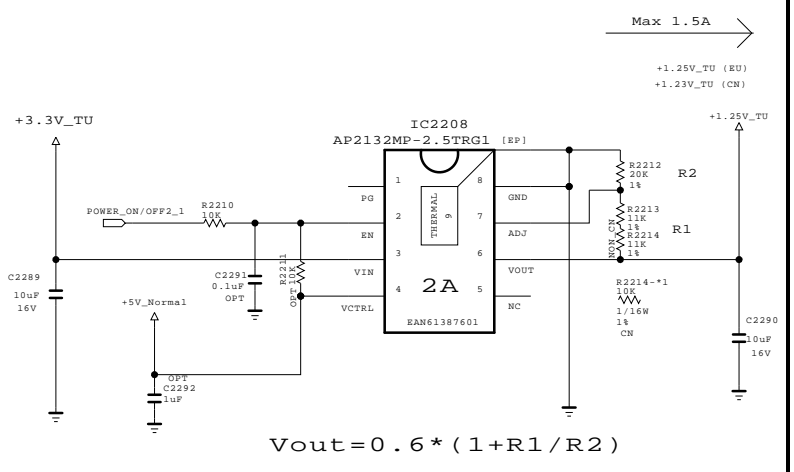 Max 1.5A
+1.25V_TU (EU)
+1.23V_TU (CN)
+3.3V_TU
+1.25V_TU
IC2208
AP2132MP-2.5TRG1 [EP]
R2212
20K
1%
R2
1
8
PG
GND
R2210
10K
POWER_ON/OFF2_1
THERMAL
9
2
7
EN
ADJ
R2213
11K
1%
R1
R2214
11K
1%
NON_CN
3
6
VIN
VOUT
C2289
10uF
16V
C2291
0.1uF
OPT
R2211
10K
OPT
2A
4
5
VCTRL
NC
R2214-*1
10K
1/16W
1%
CN
+5V_Normal
EAN61387601
C2290
10uF
16V
OPT
C2292
1uF
Vout=0.6*(1+R1/R2)